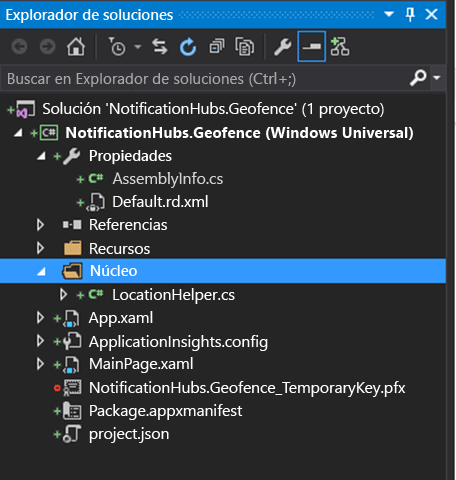 Explorador de soluciones
Buscar en Explorador de soluciones (Ctrl+;)
Solución 'NotificationHubs.Geofence' (1 proyecto)
C# NotificationHubs.Geofence (Windows Universal)
Propiedades
C# AssemblyInfo.cs
Default.rd.xml
Referencias
Recursos
Núcleo
C# LocationHelper.cs
App.xaml
ApplicationInsights.config
MainPage.xaml
NotificationHubs.Geofence_TemporaryKey.pfx
Package.appxmanifest
project.json